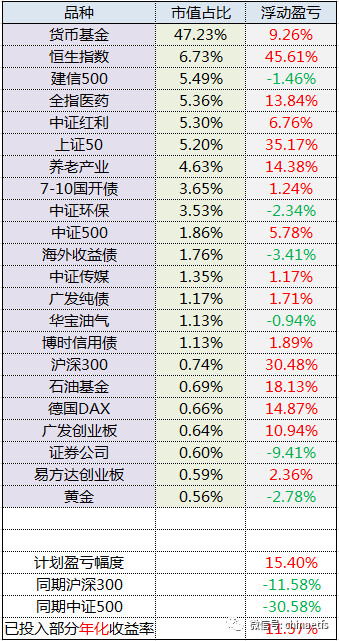 品种 市值占比 浮动盈亏
货币基金 47.23% 9.26%
恒生指数 6.73% 45.61%
建信500 5.49% -1.46%
全指医药 5.36% 13.84%
中证红利 5.30% 6.76%
上证50 5.20% 35.17%
养老产业 4.63% 14.38%
7-10国开债 3.65% 1.24%
中证环保 3.53% -2.34%
中证500 1.86% 5.78%
海外收益债 1.76% -3.41%
中证传媒 1.35% 1.17%
广发纯债 1.17% 1.71%
华宝油气 1.13% -0.94%
博时信用债 1.13% 1.89%
沪深300 0.74% 30.48%
石油基金 0.69% 18.13%
德国DAX 0.66% 14.87%
广发创业板 0.64% 10.94%
证券公司 0.60% -9.41%
易方达创业板 0.59% 2.36%
黄金 0.56% -2.78%
计划盈亏幅度 15.40%
同期沪深300 -11.58%
同期中证500 -30.58%
微信号:
已投入部分年化收益率